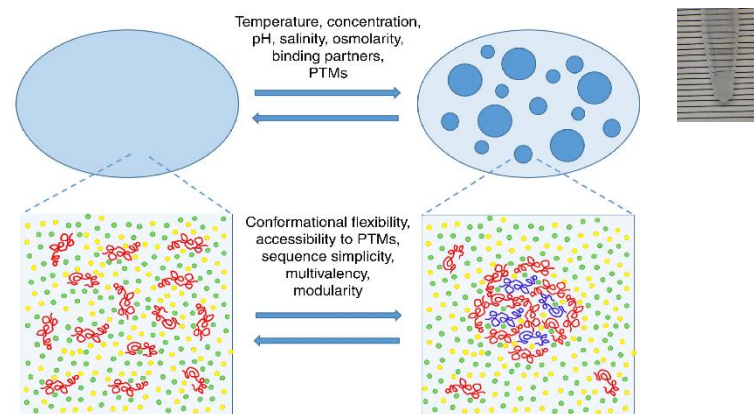 Temperature, concentration,
pH, salinity, osmolarity,
binding partners,
PTMs
Conformational flexibility,
accessibility to PTMs,
sequence simplicity,
multivalency,
modularity